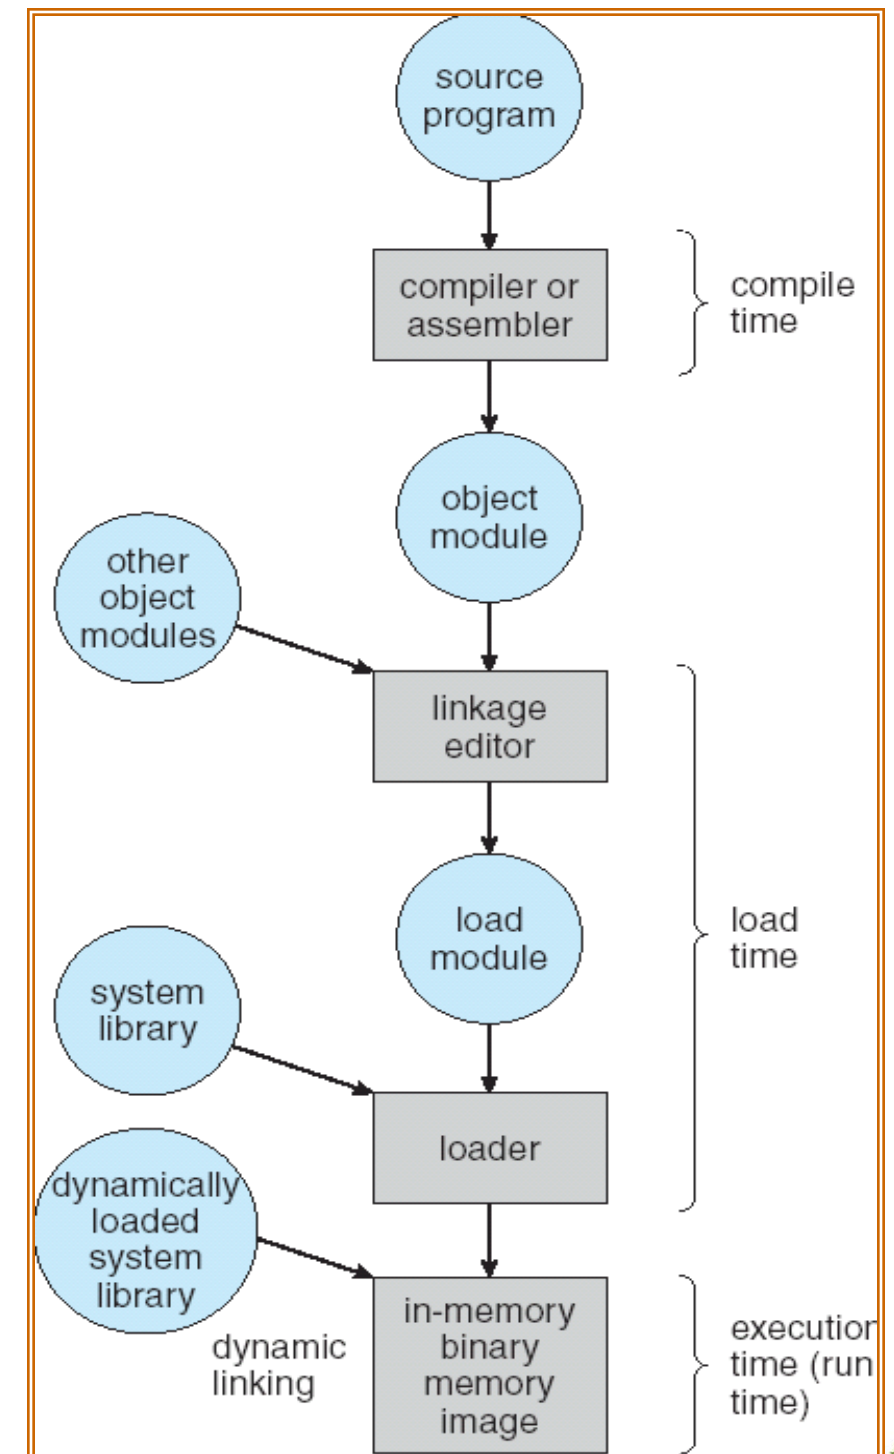 source
program
compiler or
assembler
compile
time
object
module
other
object
modules
linkage
editor
load
module
load
time
system
library
loader
dynamically
loaded
system
library
dynamic
linking
in-memory
binary
memory
image
execution
time (run
time)